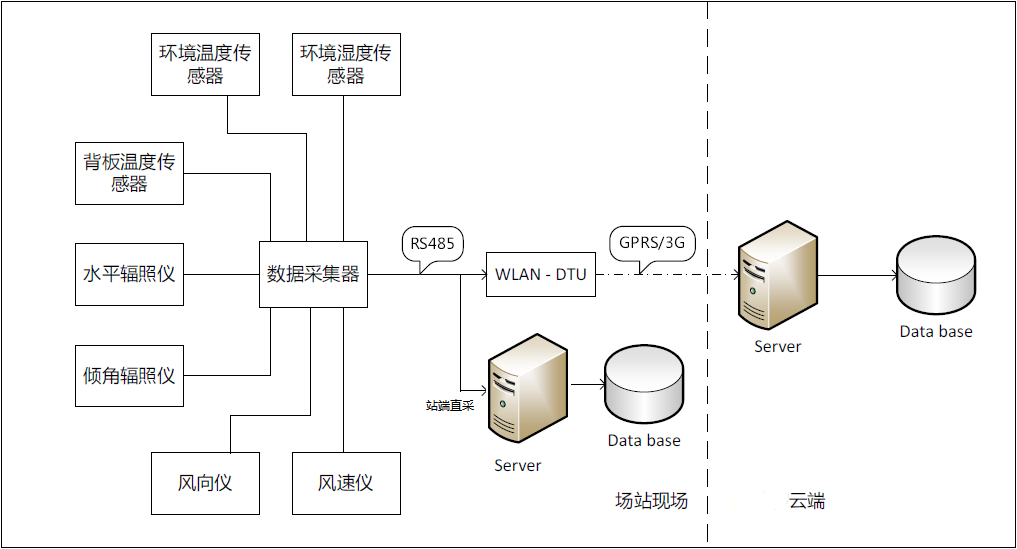 环境温度传
感器
环境湿度传
感器
背板温度传
感器
水平辐照仪
数据采集器
RS485
WLAN - DTU
GPRS/3G
Server
Data base
倾角辐照仪
站端直采
Server
Data base
风向仪
风速仪
场站现场
云端